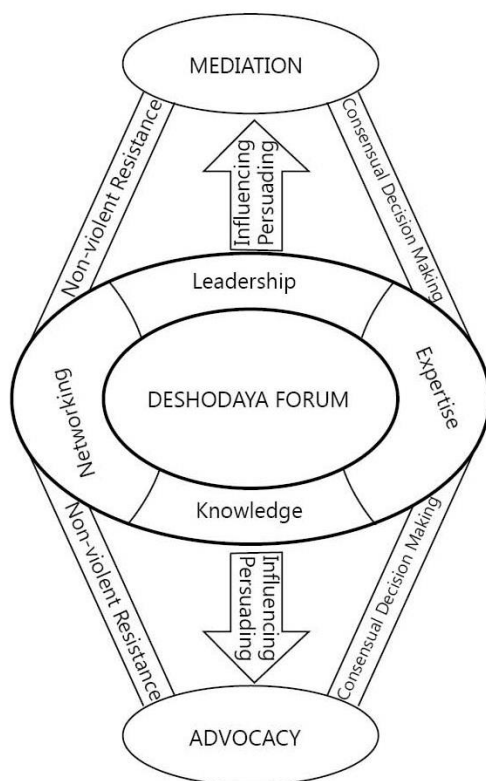 MEDIATION
Non-violent Resistance
Influencing
Persuading
Consensual Decision Making
Leadership
Networking
DESHODAYA FORUM
Expertise
Knowledge
Non-violent Resistance
Influencing
Persuading
Consensual Decision Making
ADVOCACY